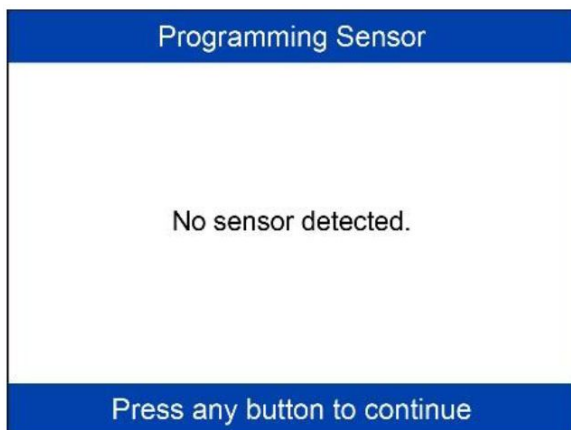 Programming Sensor
No sensor detected.
Press any button to continue